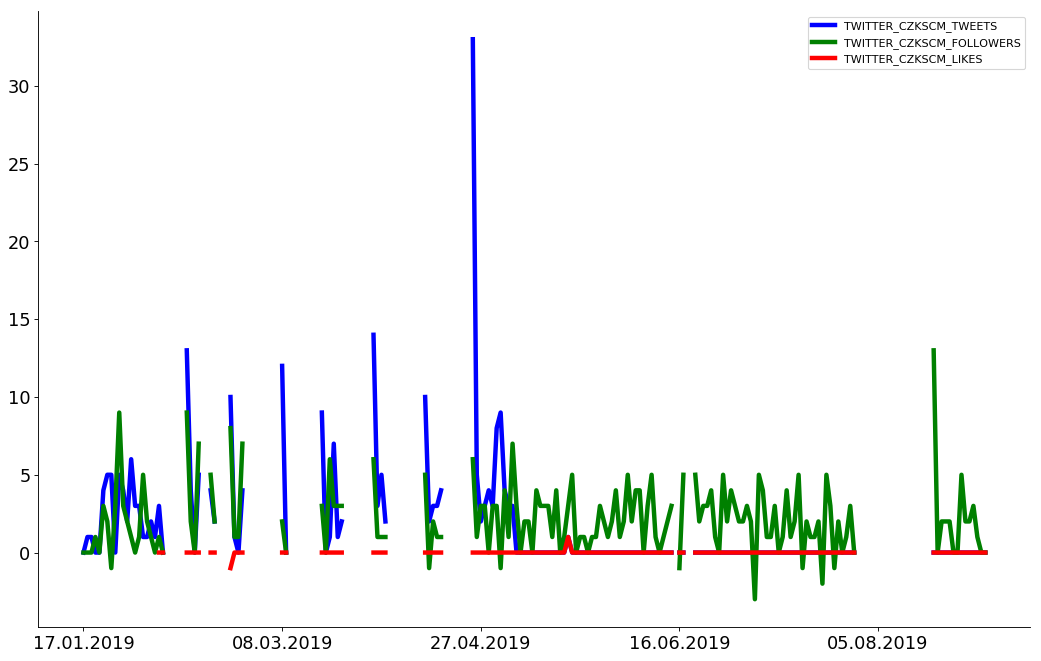 TWITTER_CZKSCM_TWEETS
TWITTER_CZKSCM_FOLLOWERS
TWITTER_CZKSCM_LIKES
30
25
20
15
10
5
0
17.01.2019 08.03.2019 27.04.2019 16.06.2019 05.08.2019